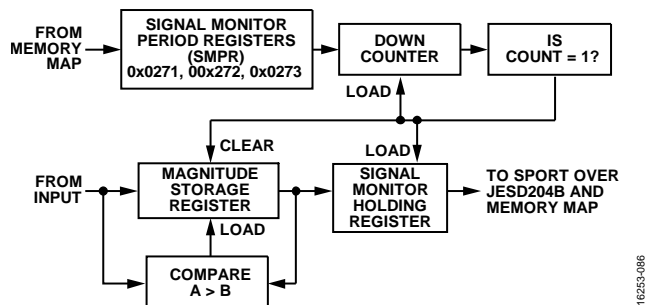 FROM
MEMORY
MAP
SIGNAL MONITOR
PERIOD REGISTERS
(SMPR)
0x0271, 00x272, 0x0273
DOWN
COUNTER
IS
COUNT = 1?
LOAD
CLEAR
LOAD
FROM
INPUT
MAGNITUDE
STORAGE
REGISTER
SIGNAL
MONITOR
HOLDING
REGISTER
TO SPORT OVER
JESD204B AND
MEMORY MAP
LOAD
COMPARE
A > B
16253-086